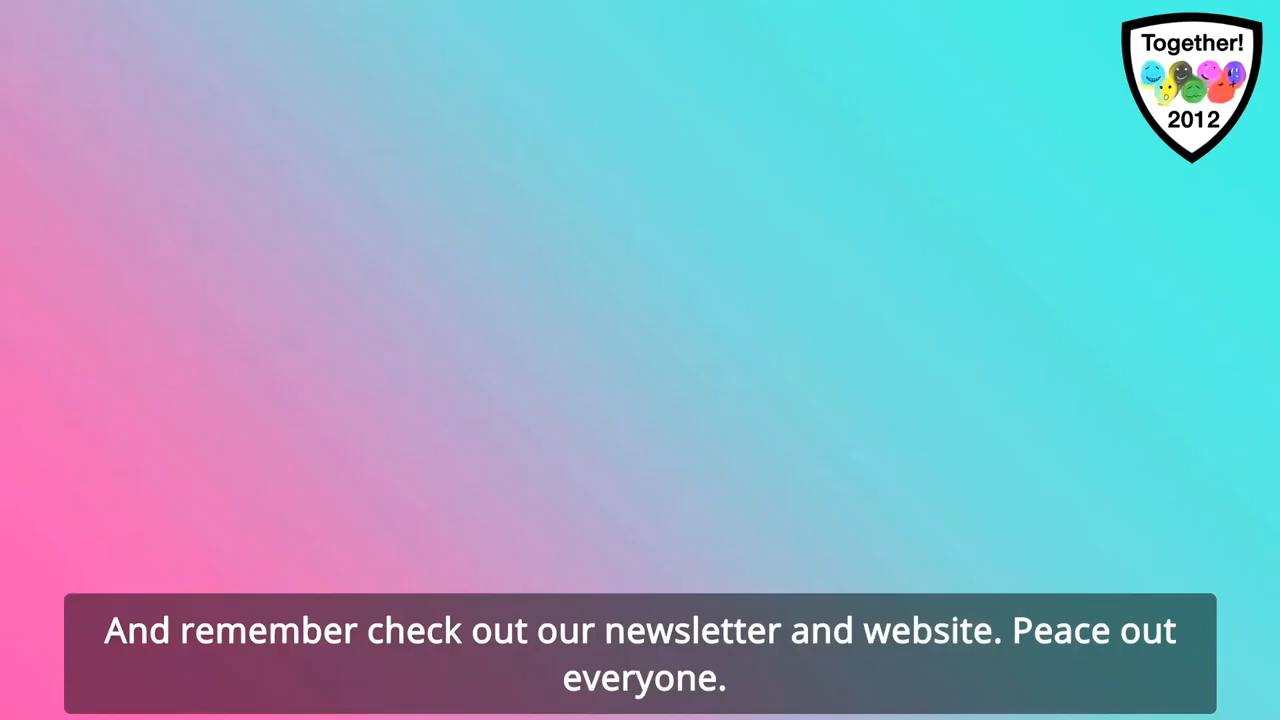 Together!
2012
And remember check out our newsletter and website. Peace out
everyone.